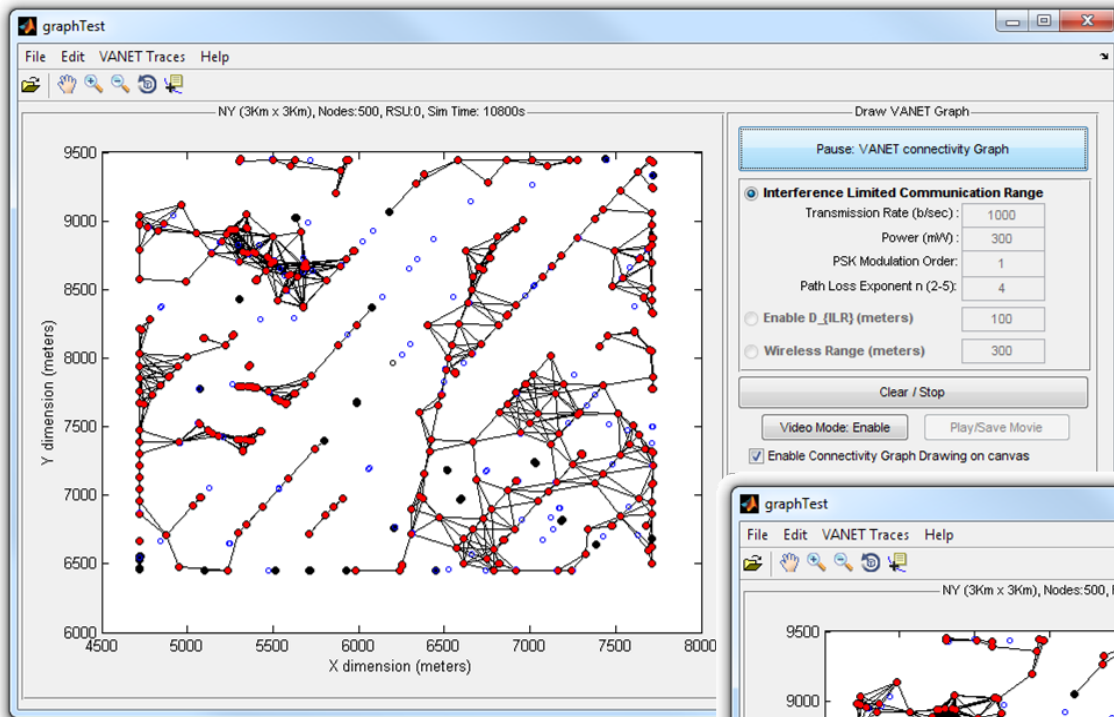 graphTest
File Edit VANET Traces Help
NY (3Km x 3Km), Nodes:500, RSU:0, Sim Time: 10800s
9500
9000
8500
8000
7500
7000
6500
6000
Y dimension (meters)
4500 5000 5500 6000 6500 7000 7500 8000
X dimension (meters)
Draw VANET Graph
Pause: VANET connectivity Graph
Interference Limited Communication Range
Transmission Rate (b/sec) : 1000
Power (mW) : 300
PSK Modulation Order: 1
Path Loss Exponent n (2-5): 4
Enable D_{ILR} (meters) 100
Wireless Range (meters) 300
Clear / Stop
Video Mode: Enable Play/Save Movie
Enable Connectivity Graph Drawing on canvas
graphTest
File Edit VANET Traces Help
NY (3Km x 3Km), Nodes:500,
9500
9000